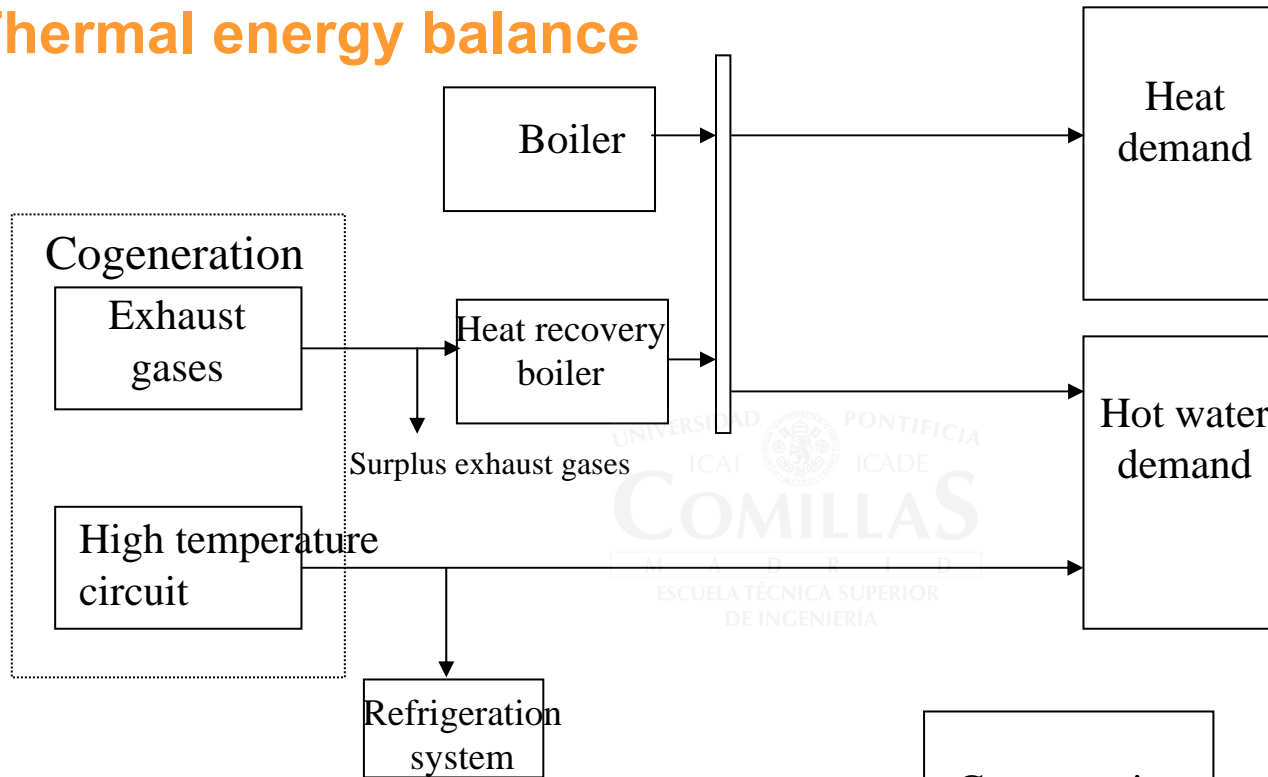 Thermal energy balance
Boiler
Heat
demand
Cogeneration
Exhaust
gases
Heat recovery
boiler
Surplus exhaust gases
Hot water
demand
UNIVERSIDAD PONTIFICIA
ICAI ICADE
COMILLAS
M A D R I D
ESCUELA TÉCNICA SUPERIOR
DE INGENIERÍA
High temperature
circuit
Refrigeration
system